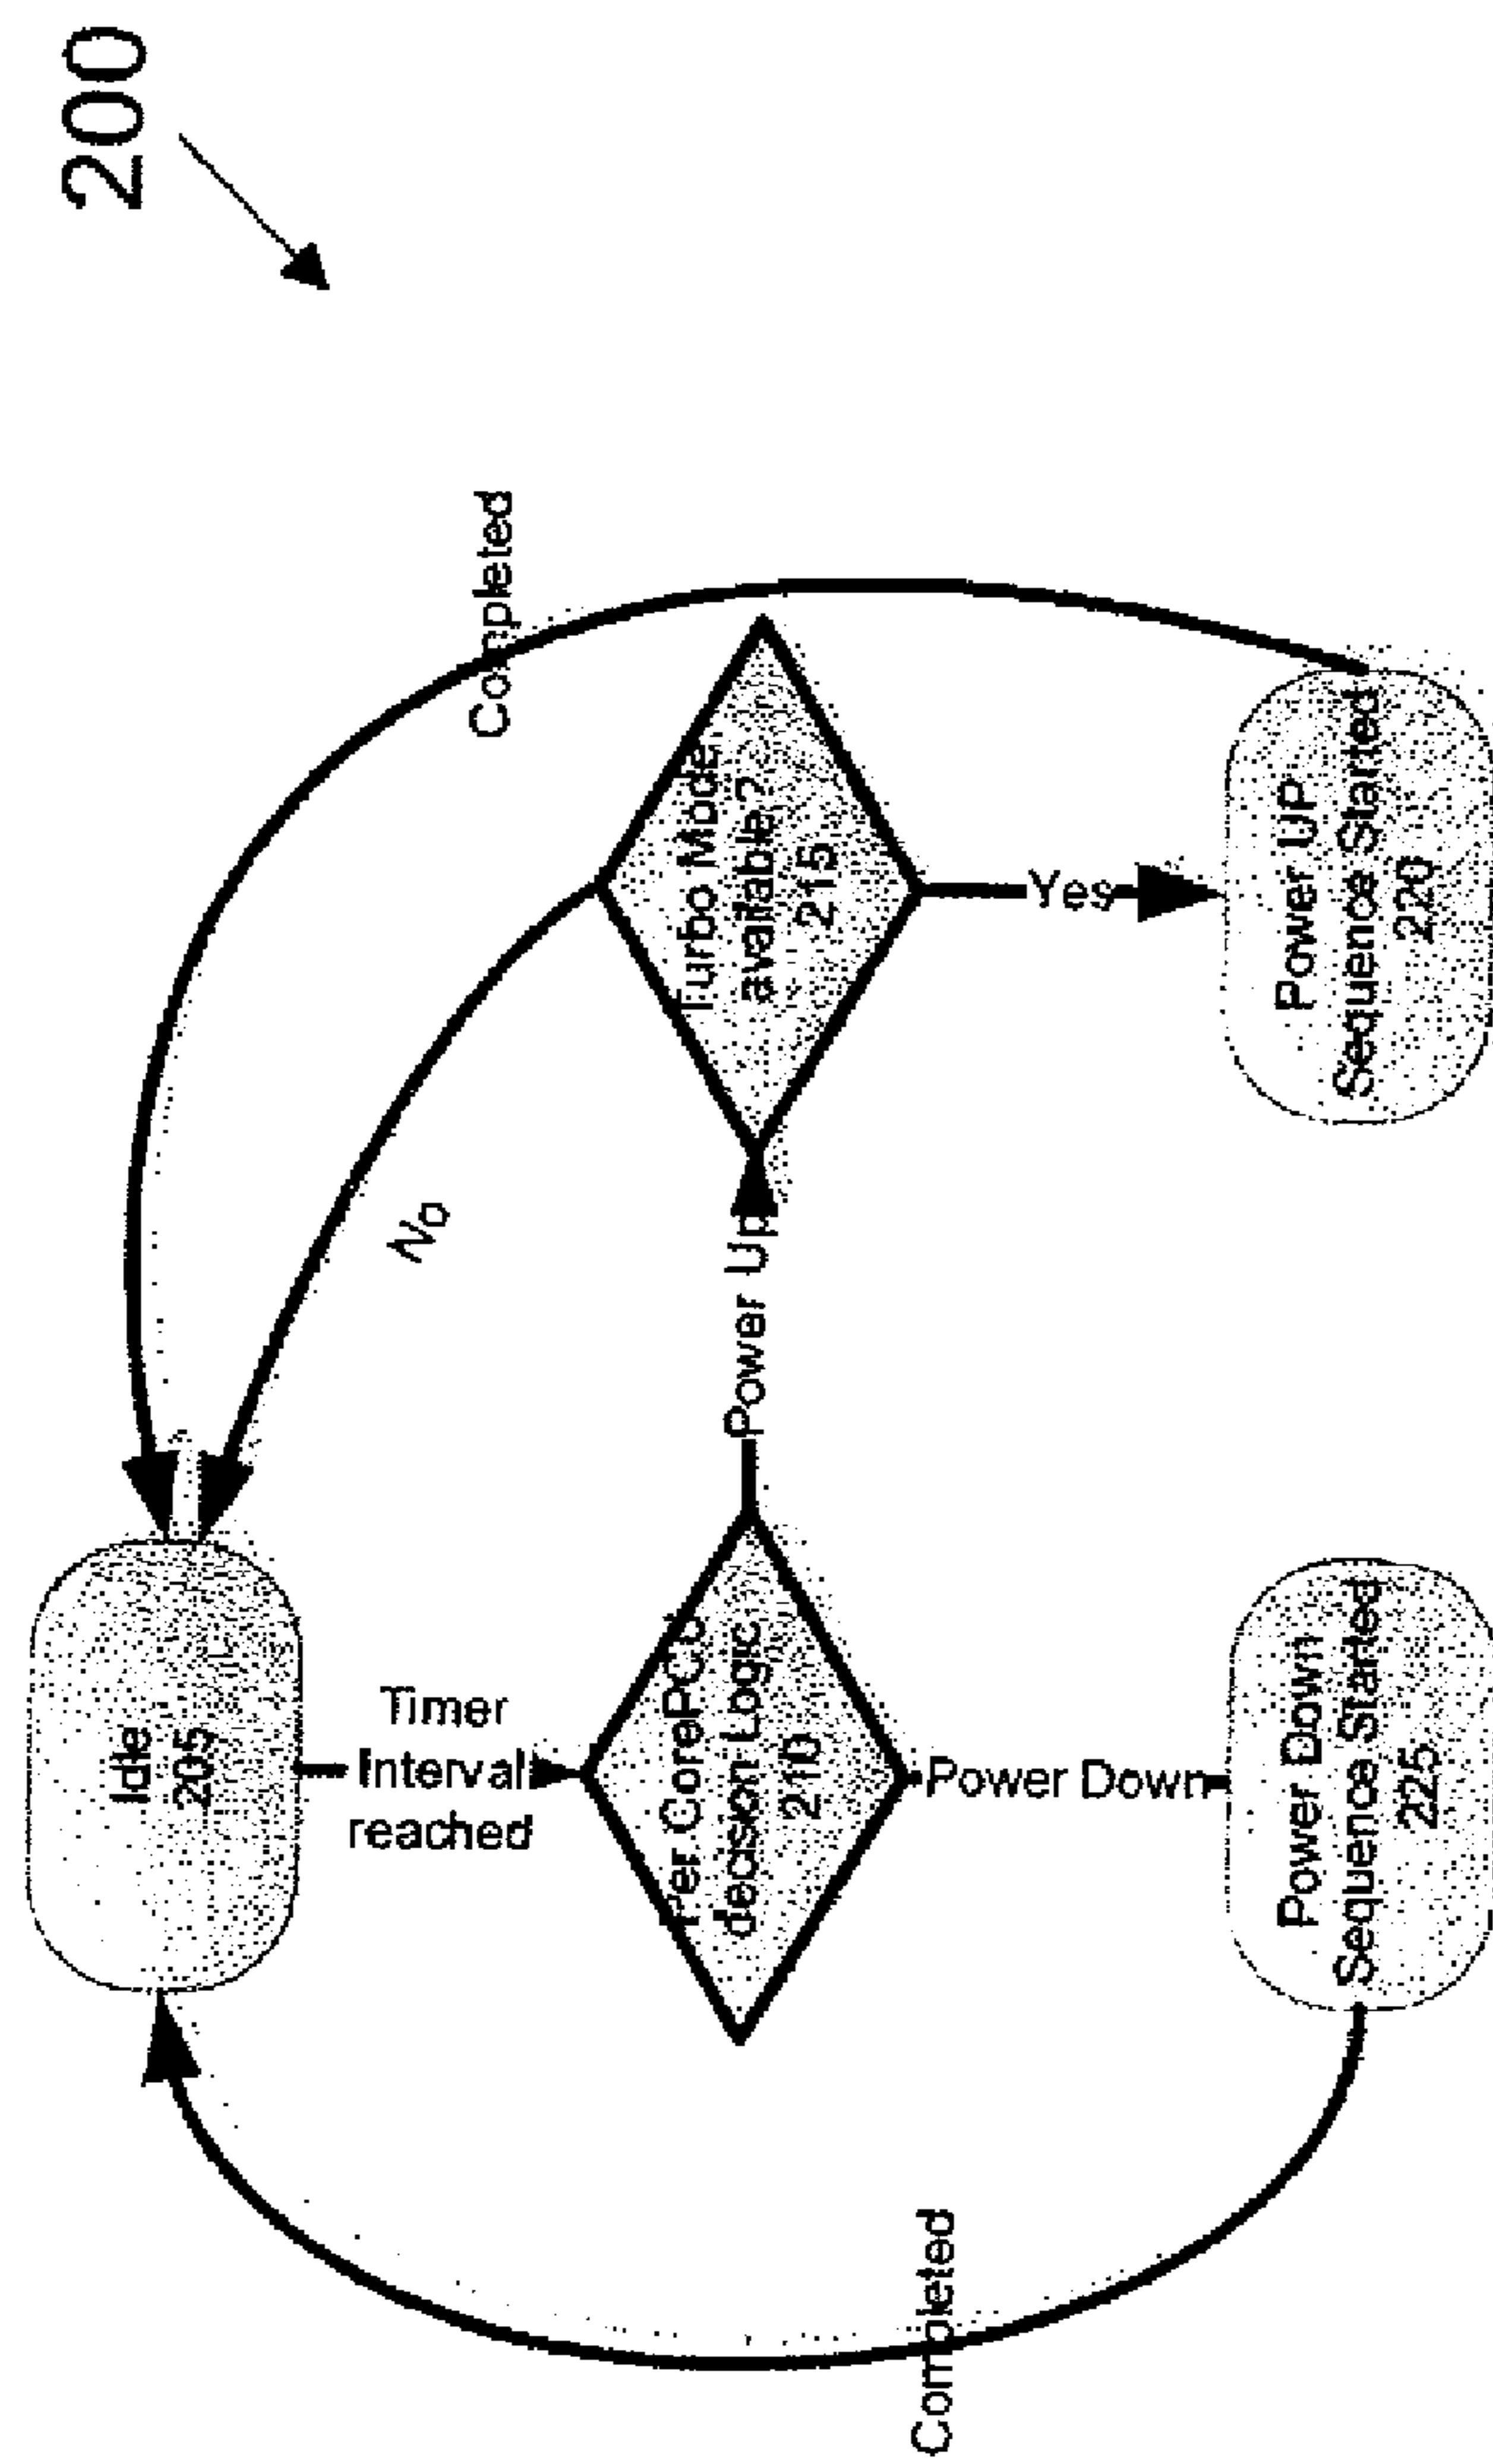 200
Idle
205
Timer
Interval
reached
Per CorePC6
decision Logic
210
Power Up
Turbo Mode
available?
215
No
Completed
Yes
Power UP
Sequence Started
220
Power Down
Power Down
Sequence Started
225
Completed